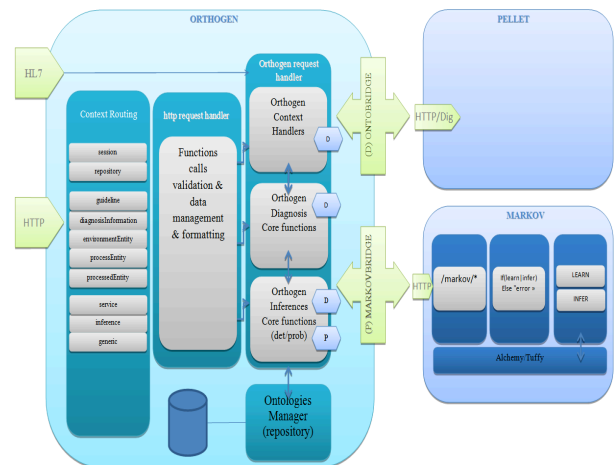 ORTHOGEN
PELLET
HL7
Orthogen request
handler
Orthogen
Context
Handlers
D
(D) ONTOBRIDGE
HTTP/Dig
Context Routing
http request handler
session
repository
guideline
diagnosisInformation
environmentEntity
processEntity
processedEntity
service
inference
generic
Functions
calls
validation &
data
management
& formatting
HTTP
Orthogen
Diagnosis
Core functions
D
Orthogen
Inferences
Core functions
(det/prob)
D
P
(P) MARKOVBRIDGE
MARKOV
HTTP
/markov/*
If(learn|infer)
Else "error »
LEARN
INFER
Alchemy/Tuffy
Ontologies
Manager
(repository)